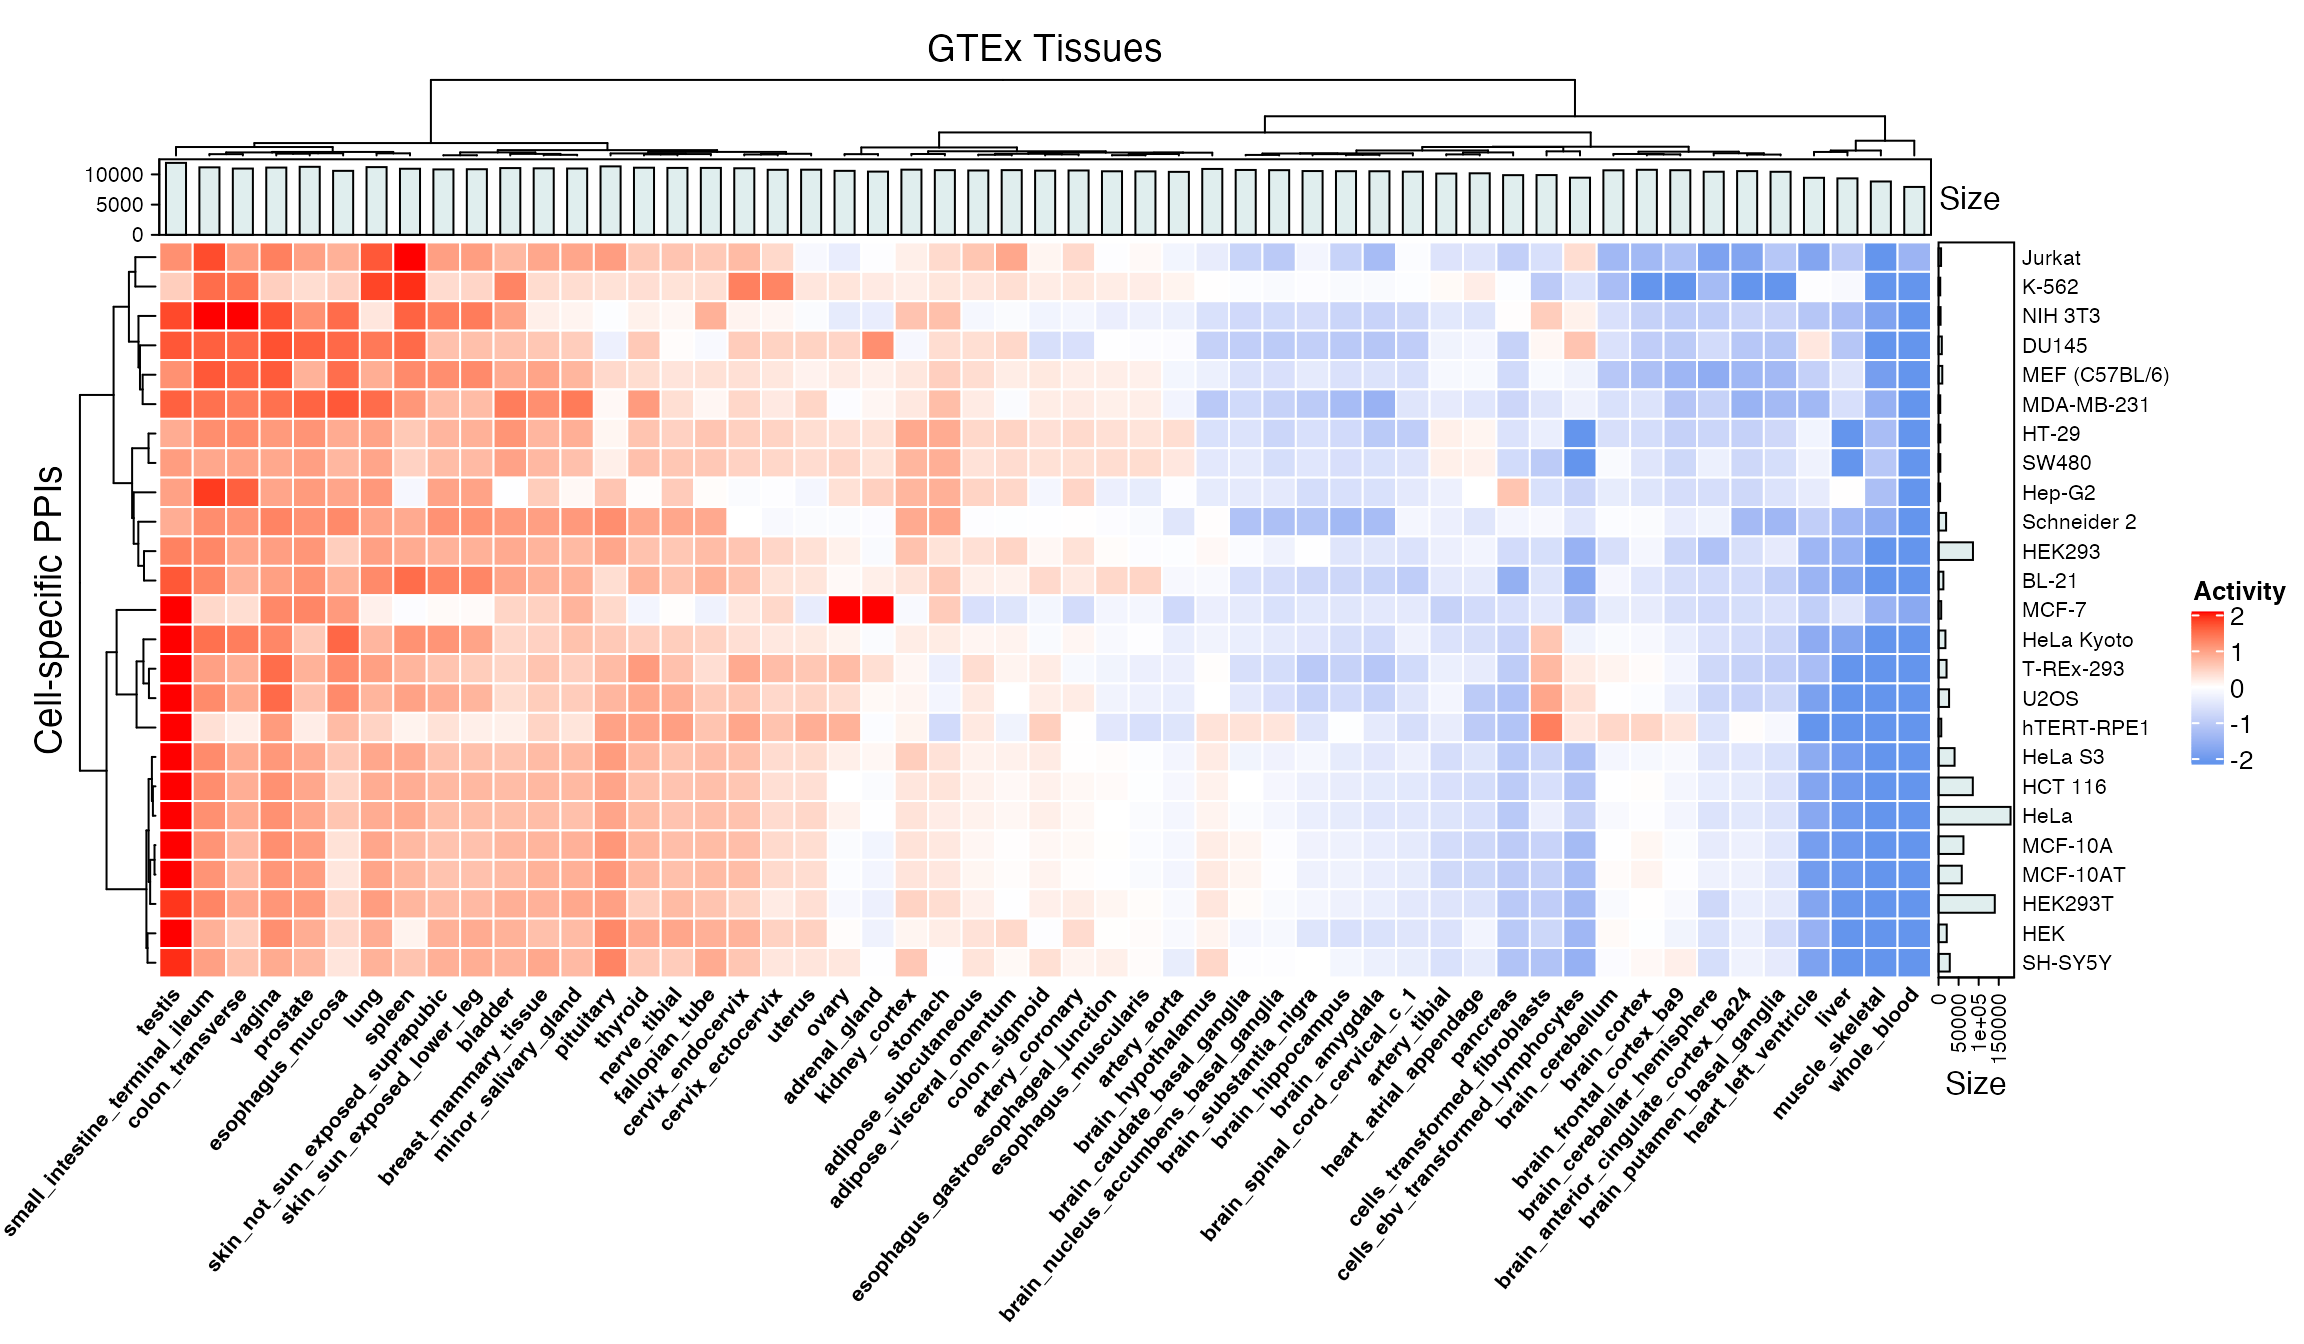 GTEx Tissues
10000
5000
0
Size
Cell-specific PPIs
Jurkat
K-562
NIH 3T3
DU145
MEF (C57BL/6)
MDA-MB-231
HT-29
SW480
Hep-G2
Schneider 2
HEK293
BL-21
MCF-7
HeLa Kyoto
T-REx-293
U2OS
hTERT-RPE1
HeLa S3
HCT 116
HeLa
MCF-10A
MCF-10AT
HEK293T
HEK
SH-SY5Y
Activity
2
1
0
-1
-2
0
50000
1e+05
150000
Size
testis
small_intestine_terminal_ileum
colon_transverse
vagina
prostate
esophagus_mucosa
lung
spleen
skin_not_sun_exposed_suprapubic
skin_sun_exposed_lower_leg
bladder
breast_mammary_tissue
minor_salivary_gland
pituitary
thyroid
nerve_tibial
fallopian_tube
cervix_endocervix
cervix_ectocervix
uterus
ovary
adrenal_gland
kidney_cortex
stomach
adipose_subcutaneous
adipose_visceral_omentum
colon_sigmoid
artery_coronary
esophagus_gastroesophageal_junction
esophagus_muscularis
artery_aorta
brain_hypothalamus
brain_caudate_basal_ganglia
brain_nucleus_accumbens_basal_ganglia
brain_substantia_nigra
brain_hippocampus
brain_amygdala
brain_spinal_cord_cervical_c_1
artery_tibial
heart_atrial_appendage
pancreas
cells_transformed_fibroblasts
cells_ebv_transformed_lymphocytes
brain_cerebellum
brain_cortex
brain_frontal_cortex_ba9
brain_cerebellar_hemisphere
brain_anterior_cingulate_cortex_ba24
brain_putamen_basal_ganglia
heart_left_ventricle
liver
muscle_skeletal
whole_blood